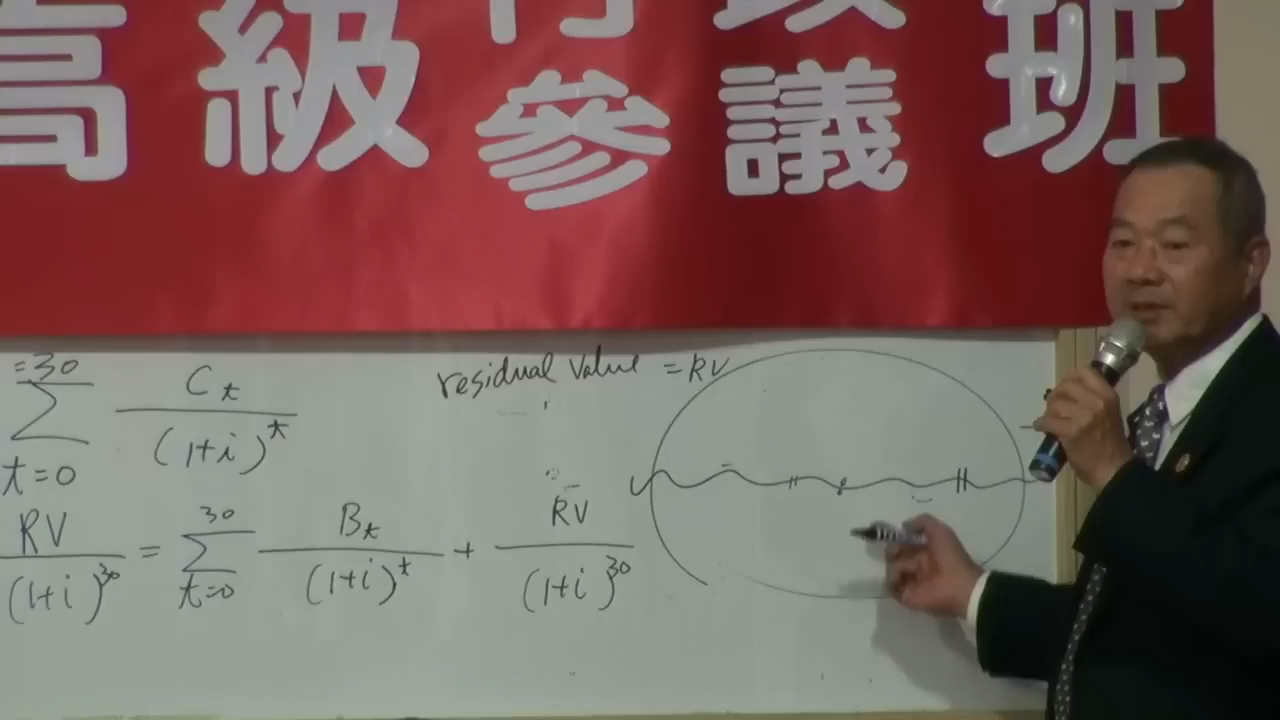 高級 班
參議
=30
∑ Cₜ/(1+i)ᵗ
t=0
residual value = RV
RV/(1+i)³⁰ = ∑ Bₜ/(1+i)ᵗ + RV/(1+i)³⁰
30
t=0